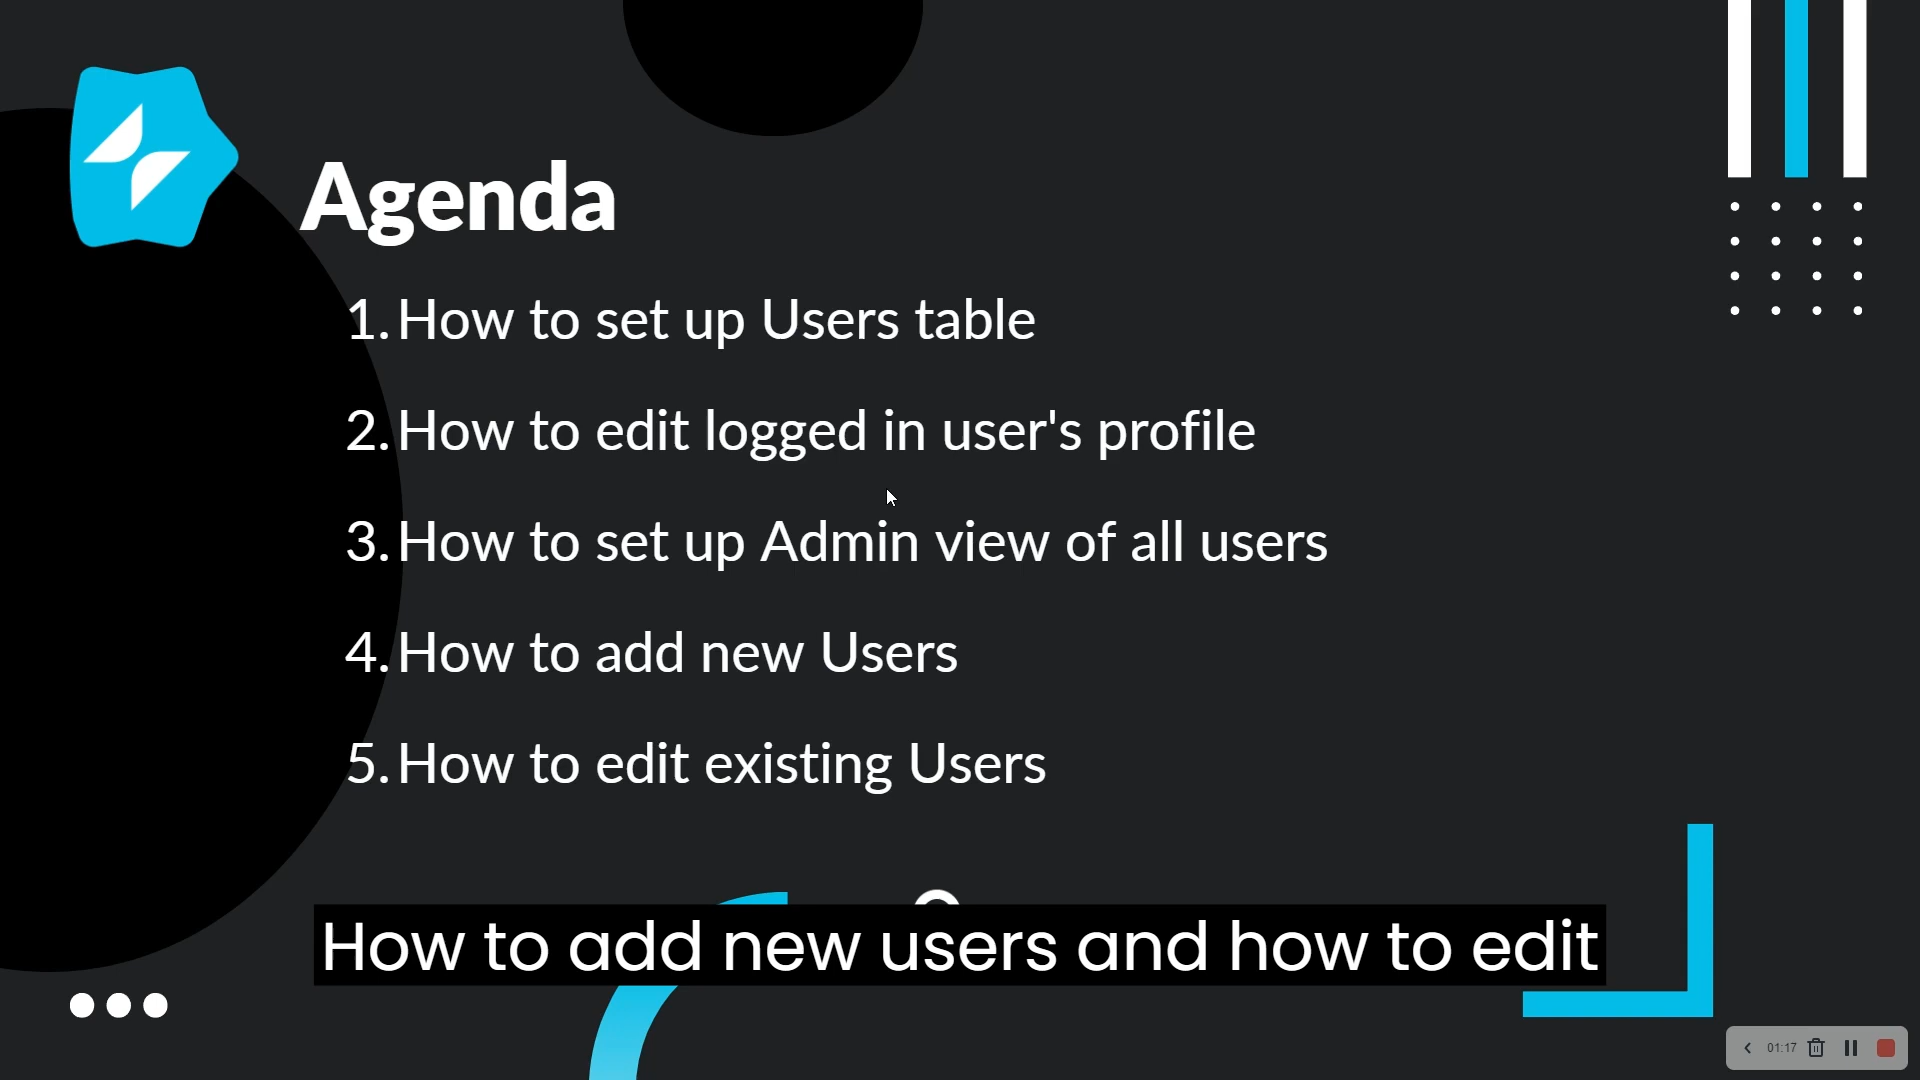 Agenda
1. How to set up Users table
2. How to edit logged in user's profile
3. How to set up Admin view of all users
4. How to add new Users
5. How to edit existing Users
How to add new users and how to edit
01:17